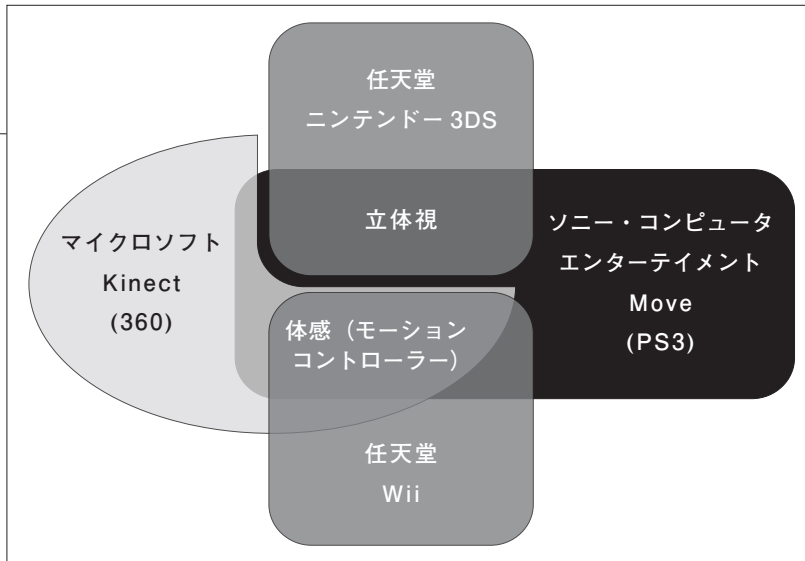 任天堂
ニンテンドー 3DS
立体視
マイクロソフト
Kinect
(360)
ソニー・コンピュータ
エンターテイメント
Move
(PS3)
体感（モーション
コントローラー）
任天堂
Wii